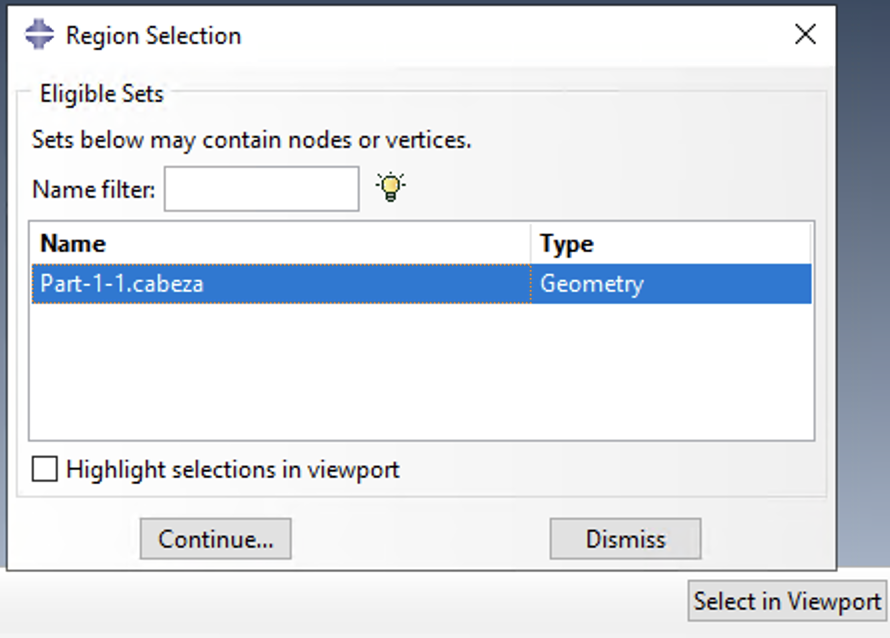 Region Selection
Eligible Sets
Sets below may contain nodes or vertices.
Name filter:
Name Type
Part-1-1.cabeza Geometry
Highlight selections in viewport
Continue... Dismiss
Select in Viewport